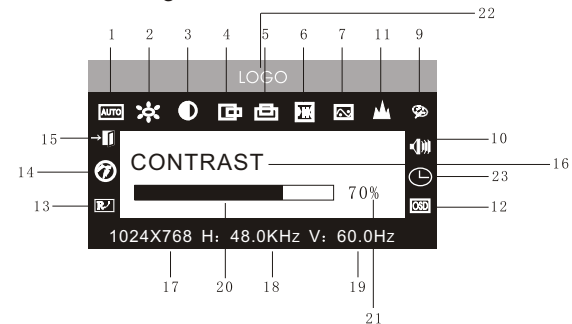 22
1 2 3 4 5 6 7 11 9
LOGO
AUTO
15 10
CONTRAST 16
14 23
70%
13 R OSD 12
1024X768 H: 48.0KHz V: 60.0Hz
17 20 18 19
21